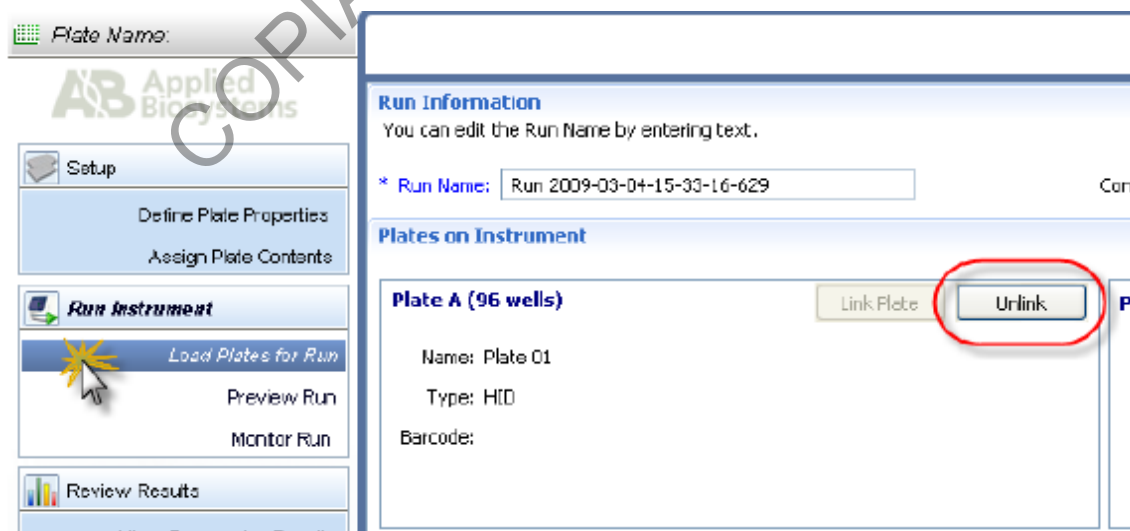 Plate Name:
Applied
Biosystems
Setup
Define Plate Properties
Assign Plate Contents
Run Instrument
Load Plates for Run
Preview Run
Monitor Run
Review Results
COPIA
Run Information
You can edit the Run Name by entering text.
* Run Name: Run 2009-03-04-15-33-16-629
Plates on Instrument
Plate A (96 wells) Link Plate Unlink
Name: Plate 01
Type: HID
Barcode: